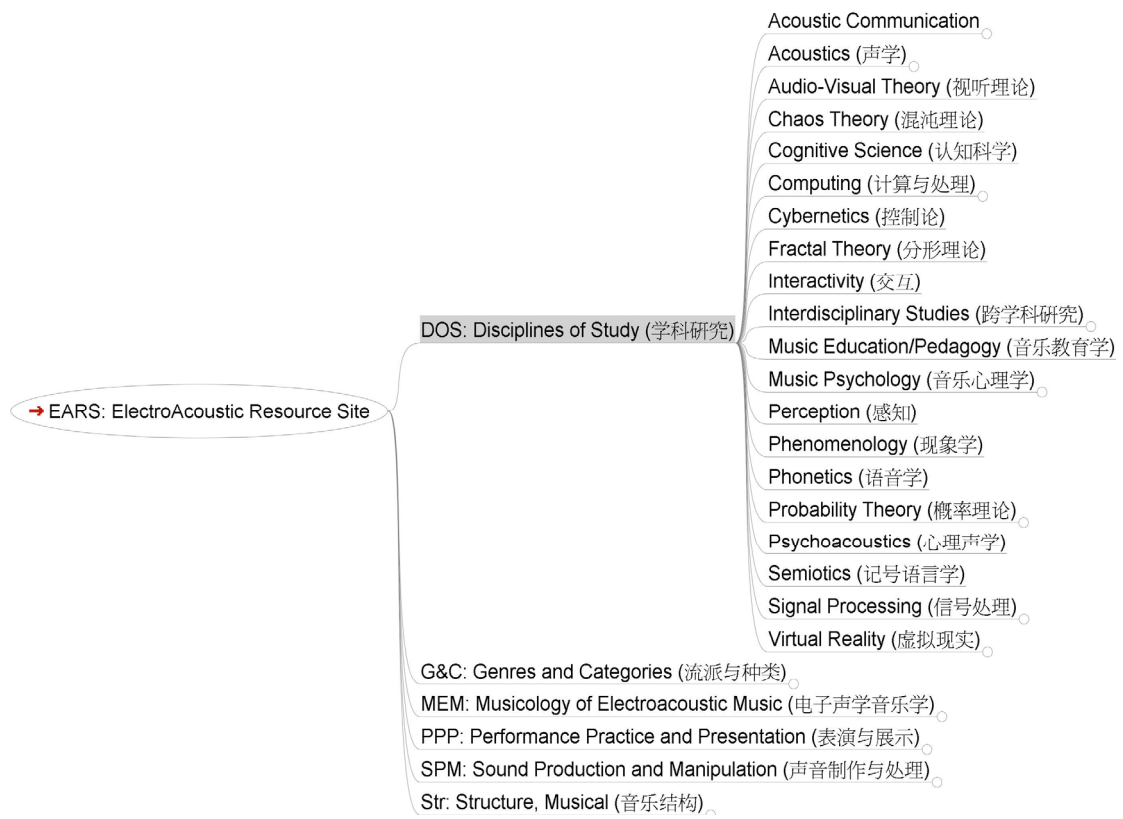 Acoustic Communication
Acoustics (声学)
Audio-Visual Theory (视听理论)
Chaos Theory (混沌理论)
Cognitive Science (认知科学)
Computing (计算与处理)
Cybernetics (控制论)
Fractal Theory (分形理论)
Interactivity (交互)
Interdisciplinary Studies (跨学科研究)
DOS: Disciplines of Study (学科研究)
Music Education/Pedagogy (音乐教育学)
Music Psychology (音乐心理学)
Perception (感知)
➔ EARS: ElectroAcoustic Resource Site
Phenomenology (现象学)
Phonetics (语音学)
Probability Theory (概率理论)
Psychoacoustics (心理声学)
Semiotics (记号语言学)
Signal Processing (信号处理)
Virtual Reality (虚拟现实)
G&C: Genres and Categories (流派与种类)
MEM: Musicology of Electroacoustic Music (电子声学音乐学)
PPP: Performance Practice and Presentation (表演与展示)
SPM: Sound Production and Manipulation (声音制作与处理)
Str: Structure, Musical (音乐结构)